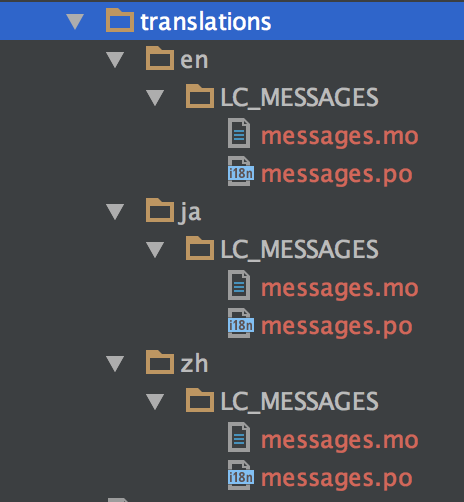 translations
en
LC_MESSAGES
messages.mo
i18n messages.po
ja
LC_MESSAGES
messages.mo
i18n messages.po
zh
LC_MESSAGES
messages.mo
i18n messages.po